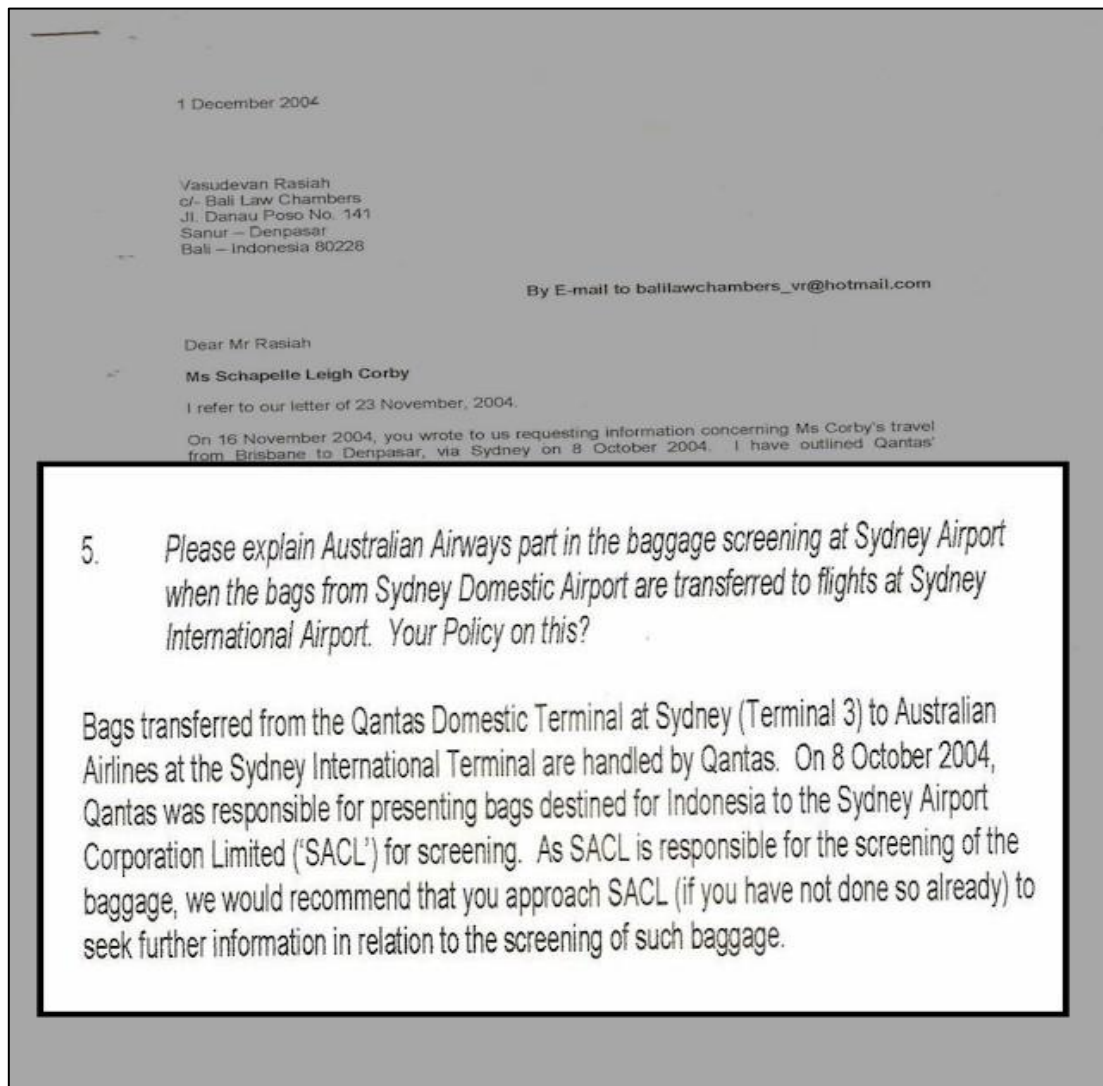 1 December 2004
Vasudevan Rasiah
c/- Bali Law Chambers
Jl. Danau Poso No. 141
Sanur – Denpasar
Bali – Indonesia 80228
By E-mail to balilawchambers_vr@hotmail.com
Dear Mr Rasiah
Ms Schapelle Leigh Corby
I refer to our letter of 23 November, 2004.
On 16 November 2004, you wrote to us requesting information concerning Ms Corby's travel
from Brisbane to Denpasar, via Sydney on 8 October 2004. I have outlined Qantas'
5. Please explain Australian Airways part in the baggage screening at Sydney Airport
when the bags from Sydney Domestic Airport are transferred to flights at Sydney
International Airport. Your Policy on this?
Bags transferred from the Qantas Domestic Terminal at Sydney (Terminal 3) to Australian
Airlines at the Sydney International Terminal are handled by Qantas. On 8 October 2004,
Qantas was responsible for presenting bags destined for Indonesia to the Sydney Airport
Corporation Limited ('SACL') for screening. As SACL is responsible for the screening of the
baggage, we would recommend that you approach SACL (if you have not done so already) to
seek further information in relation to the screening of such baggage.